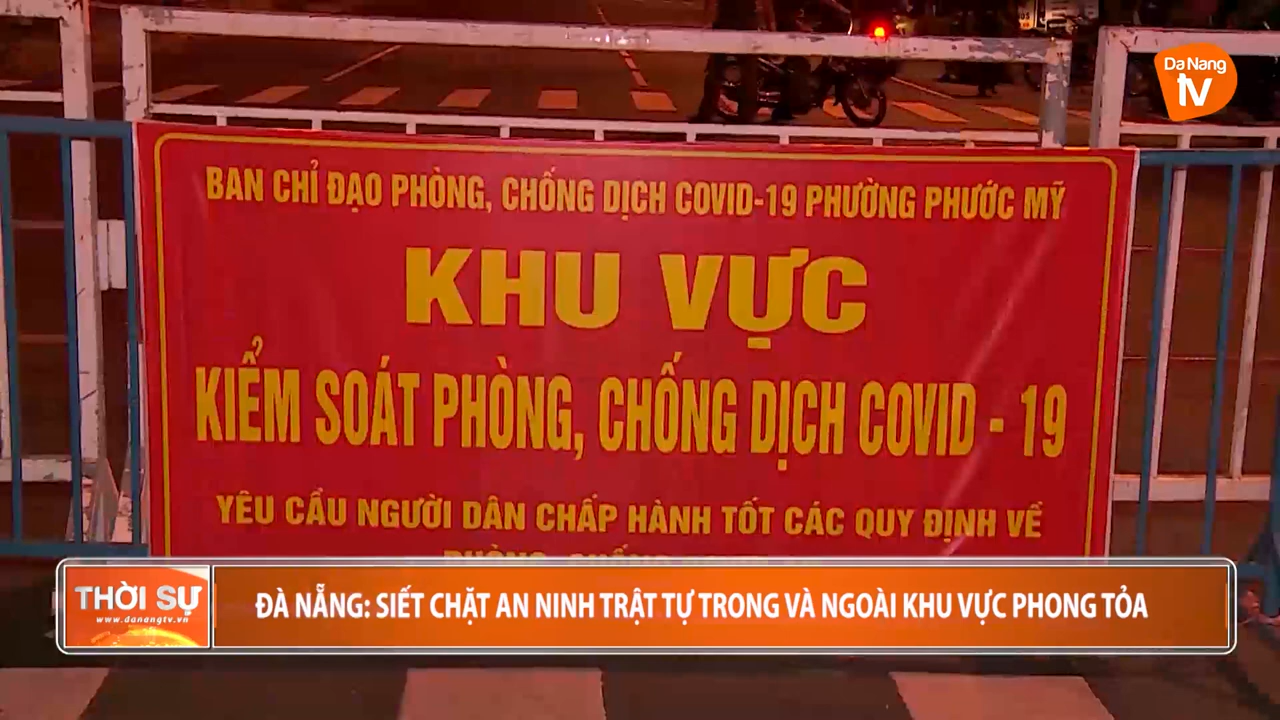 Da Nang
tv
BAN CHỈ ĐẠO PHÒNG, CHỐNG DỊCH COVID-19 PHƯỜNG PHƯỚC MỸ
KHU VỰC
KIỂM SOÁT PHÒNG, CHỐNG DỊCH COVID - 19
YÊU CẦU NGƯỜI DÂN CHẤP HÀNH TỐT CÁC QUY ĐỊNH VỀ
THỜI SỰ
www.danangtv.vn
ĐÀ NẴNG: SIẾT CHẶT AN NINH TRẬT TỰ TRONG VÀ NGOÀI KHU VỰC PHONG TỎA